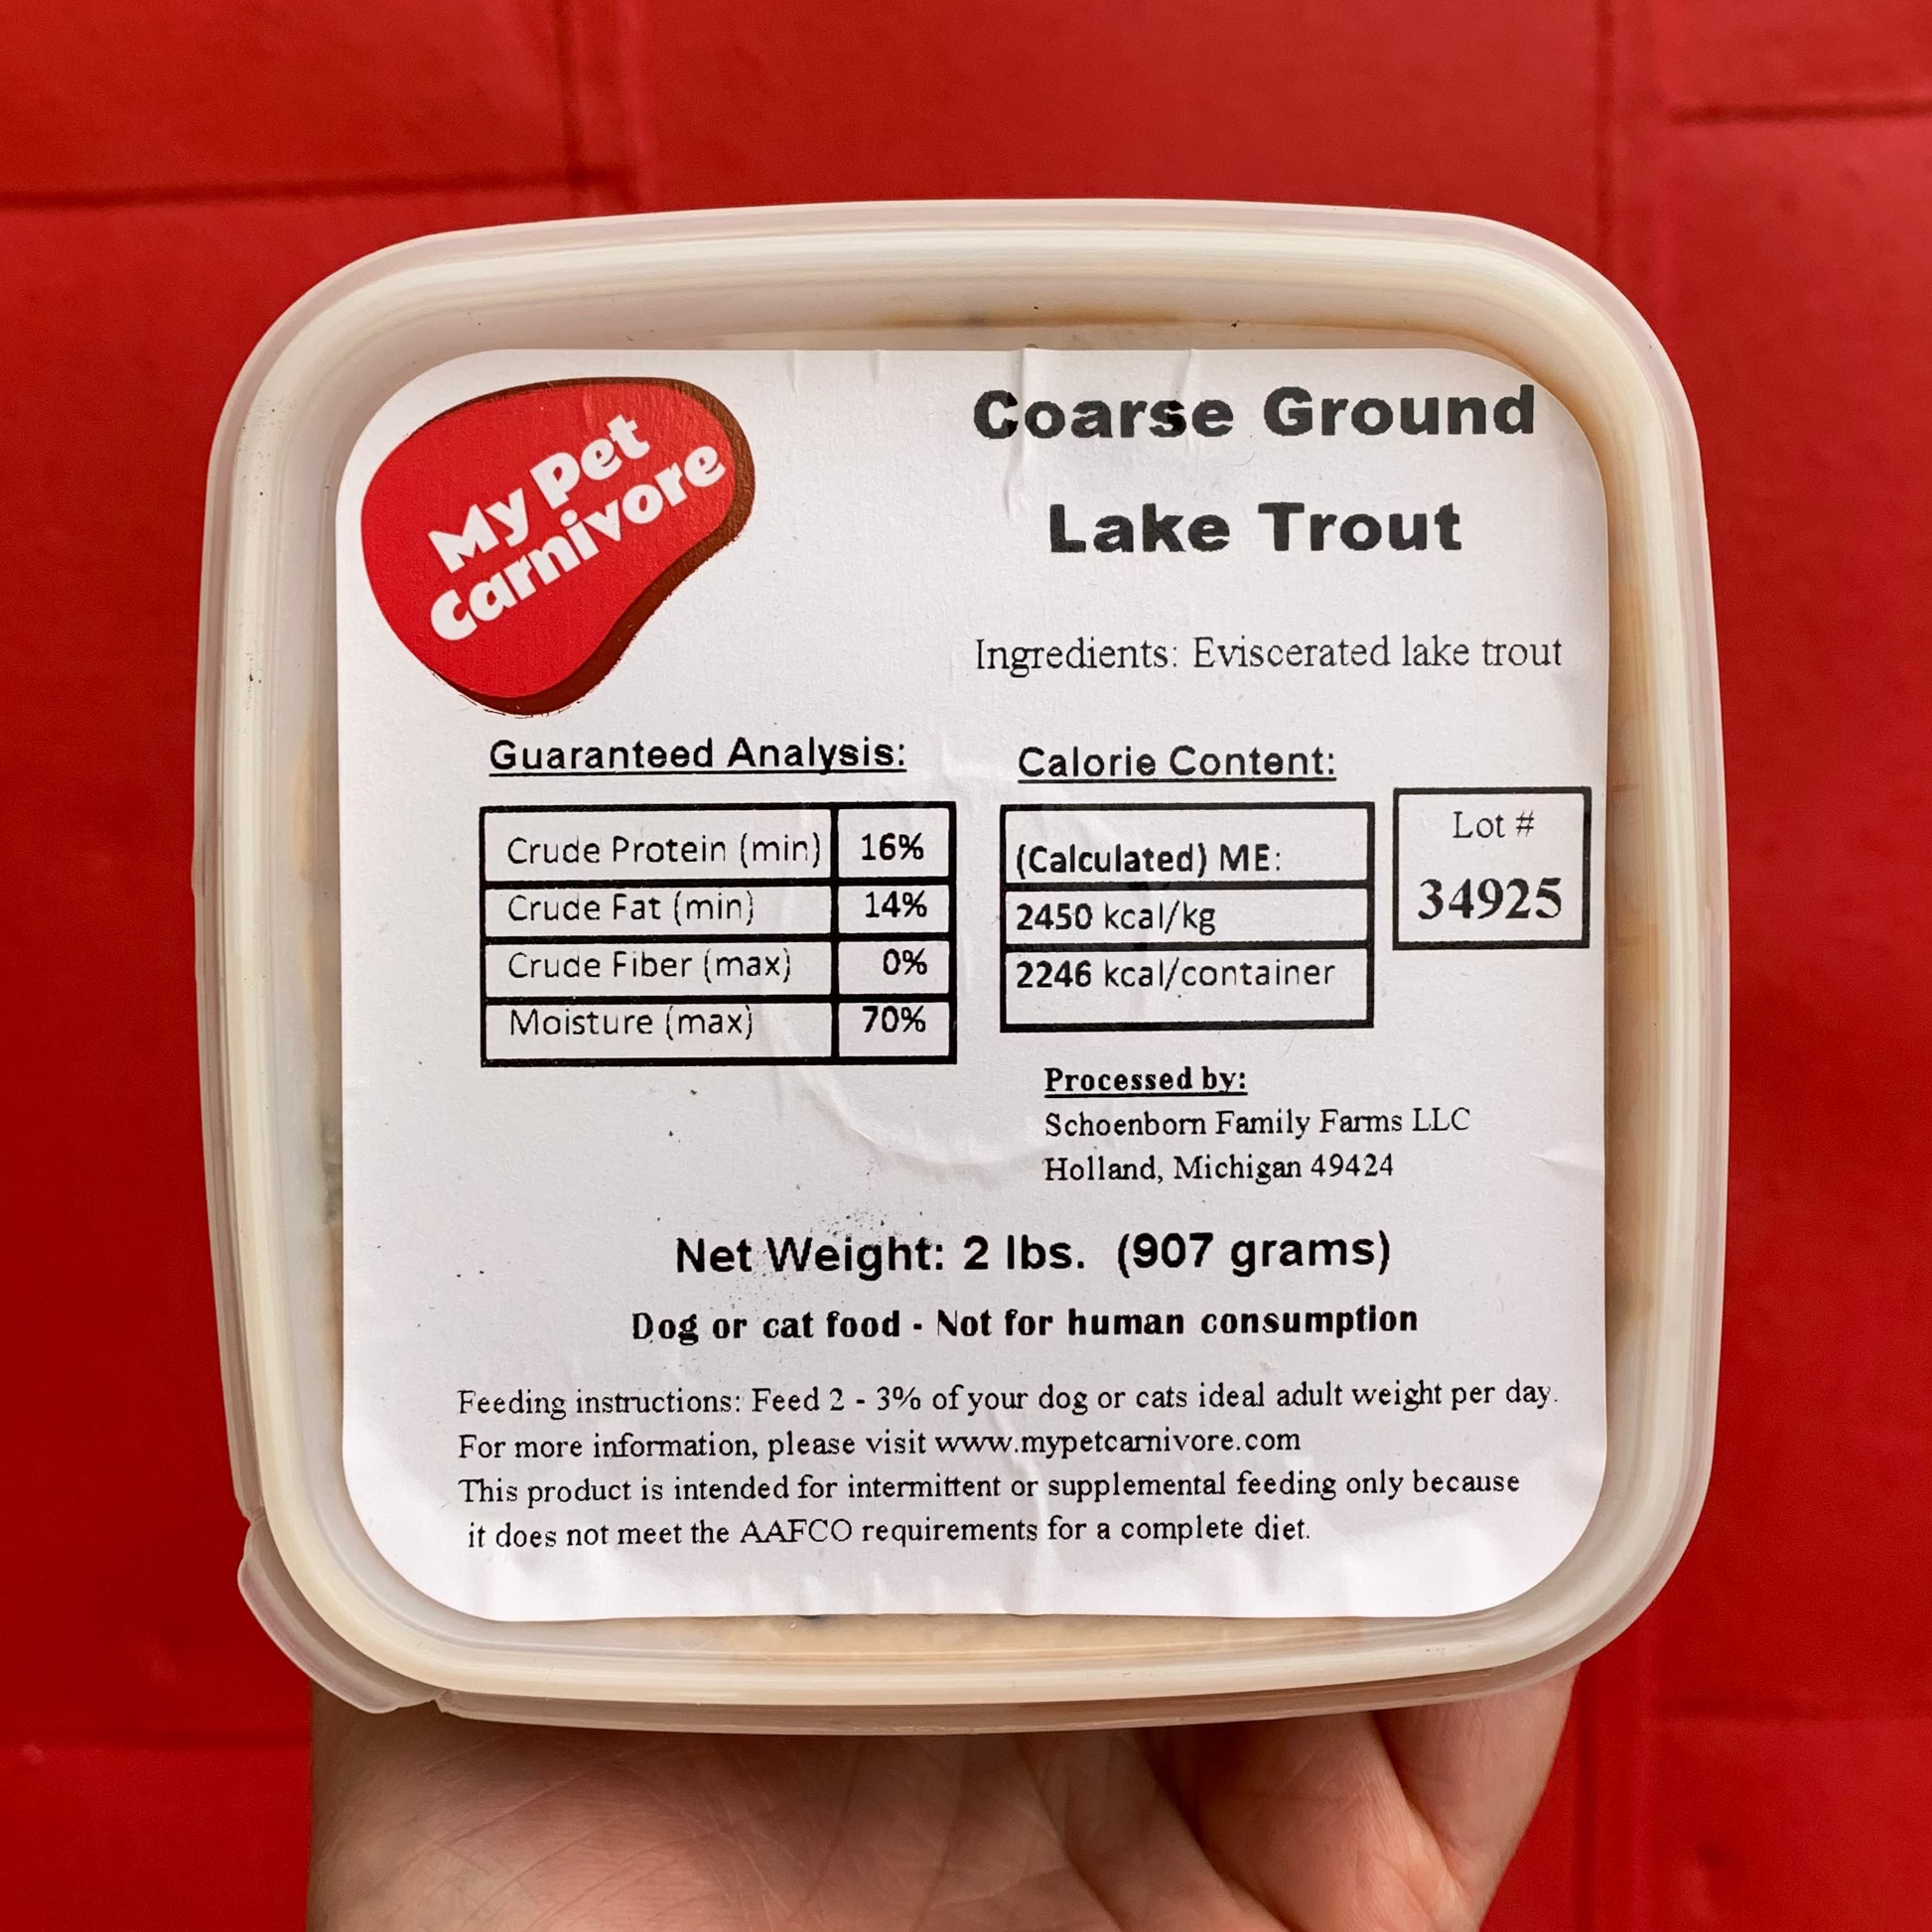 My Pet
Carnivore
Coarse Ground
Lake Trout
Ingredients: Eviscerated lake trout
Guaranteed Analysis:
Crude Protein (min) 16%
Crude Fat (min) 14%
Crude Fiber (max) 0%
Moisture (max) 70%
Calorie Content:
(Calculated) ME:
2450 kcal/kg
2246 kcal/container
Lot #
34925
Processed by:
Schoenborn Family Farms LLC
Holland, Michigan 49424
Net Weight: 2 lbs. (907 grams)
Dog or cat food - Not for human consumption
Feeding instructions: Feed 2 - 3% of your dog or cats ideal adult weight per day.
For more information, please visit www.mypetcarnivore.com
This product is intended for intermittent or supplemental feeding only because
it does not meet the AAFCO requirements for a complete diet.